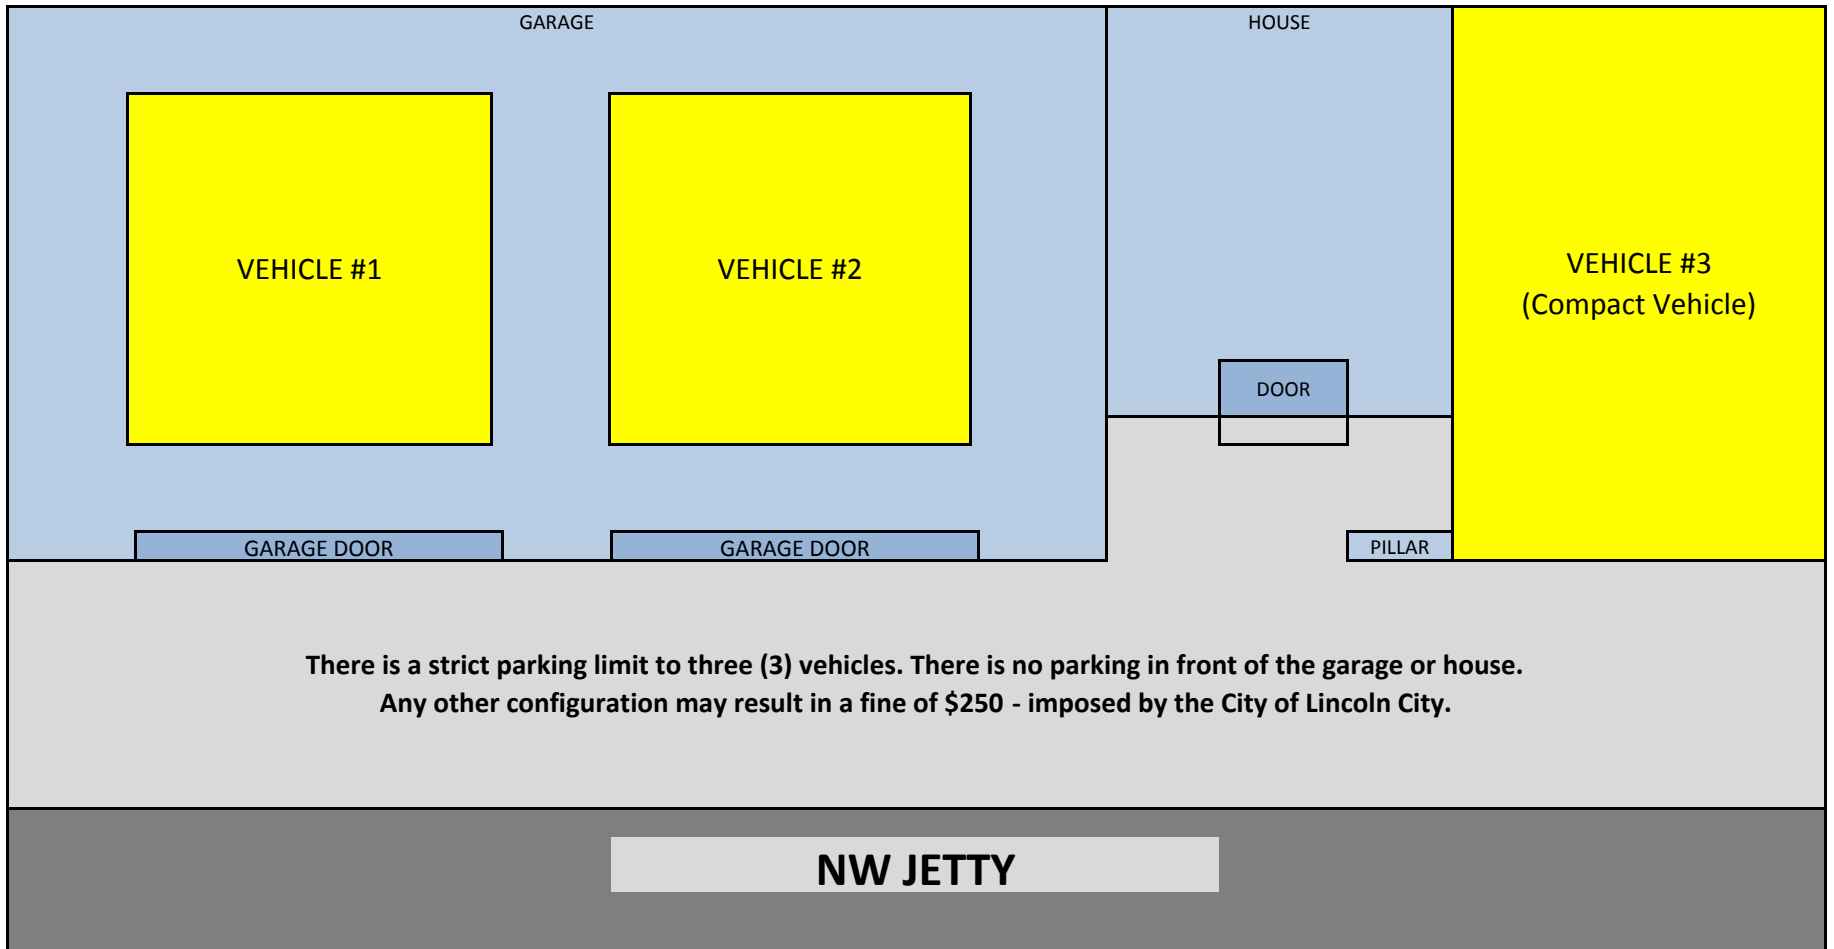 GARAGE
HOUSE
VEHICLE #1
VEHICLE #2
VEHICLE #3
(Compact Vehicle)
DOOR
GARAGE DOOR
GARAGE DOOR
PILLAR
There is a strict parking limit to three (3) vehicles. There is no parking in front of the garage or house.
Any other configuration may result in a fine of $250 - imposed by the City of Lincoln City.
NW JETTY